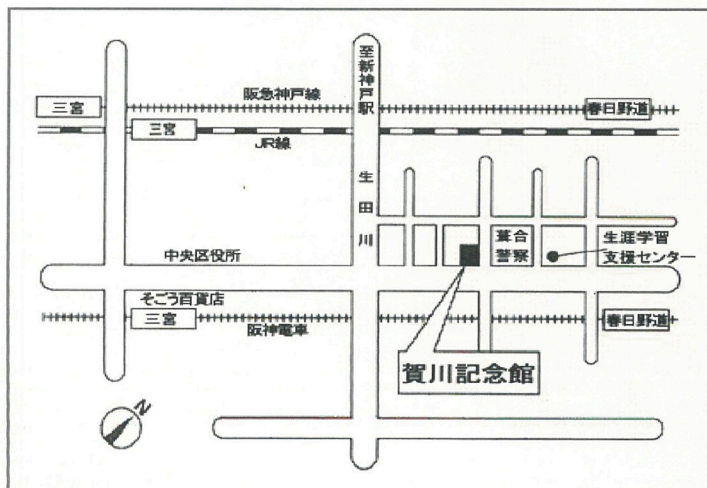 至新神戸駅
阪急神戸線
三宮
春日野道
三宮
JR線
生田川
中央区役所
葺合
警察
生涯学習
支援センター
そごう百貨店
三宮
阪神電車
春日野道
賀川記念館
N